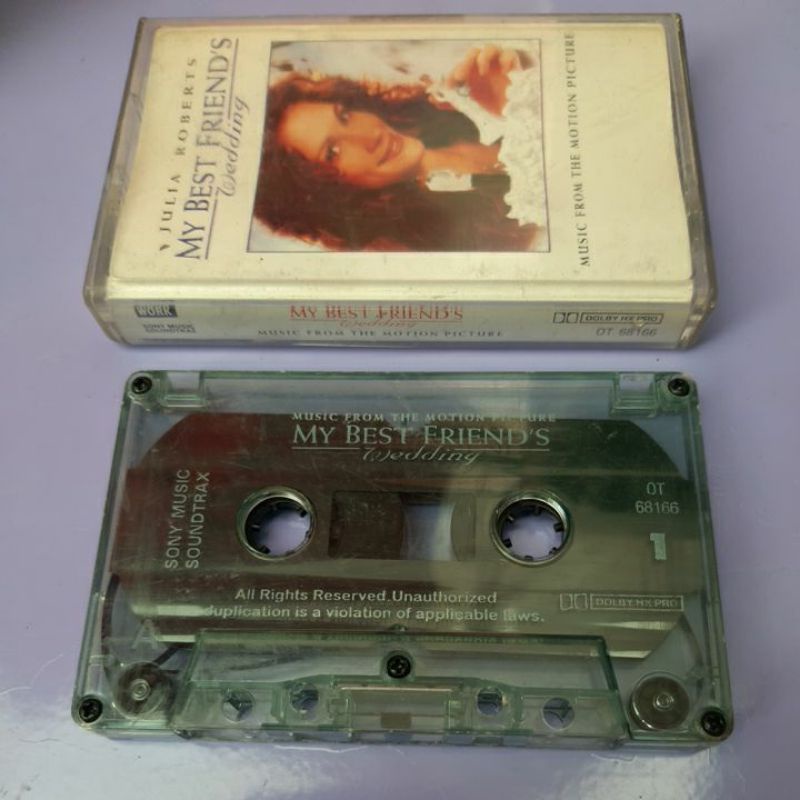 JULIA ROBERTS
MY BEST FRIEND'S
Wedding
MUSIC FROM THE MOTION PICTURE
WORK
SONY MUSIC
SOUNDTRAX
MY BEST FRIEND'S
Wedding
MUSIC FROM THE MOTION PICTURE
DOLBY HX PRO
OT 68166
MUSIC FROM THE MOTION PICTURE
MY BEST FRIEND'S
Wedding
SONY MUSIC
SOUNDTRAX
OT
68166
1
All Rights Reserved.Unauthorized
duplication is a violation of applicable laws.
DOLBY HX PRO
A